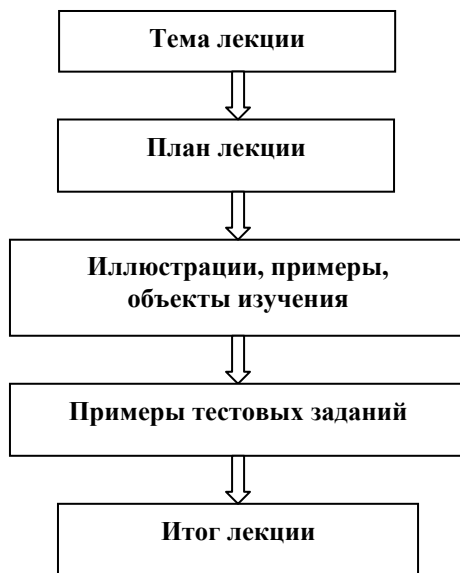 Тема лекции
План лекции
Иллюстрации, примеры,
объекты изучения
Примеры тестовых заданий
Итог лекции